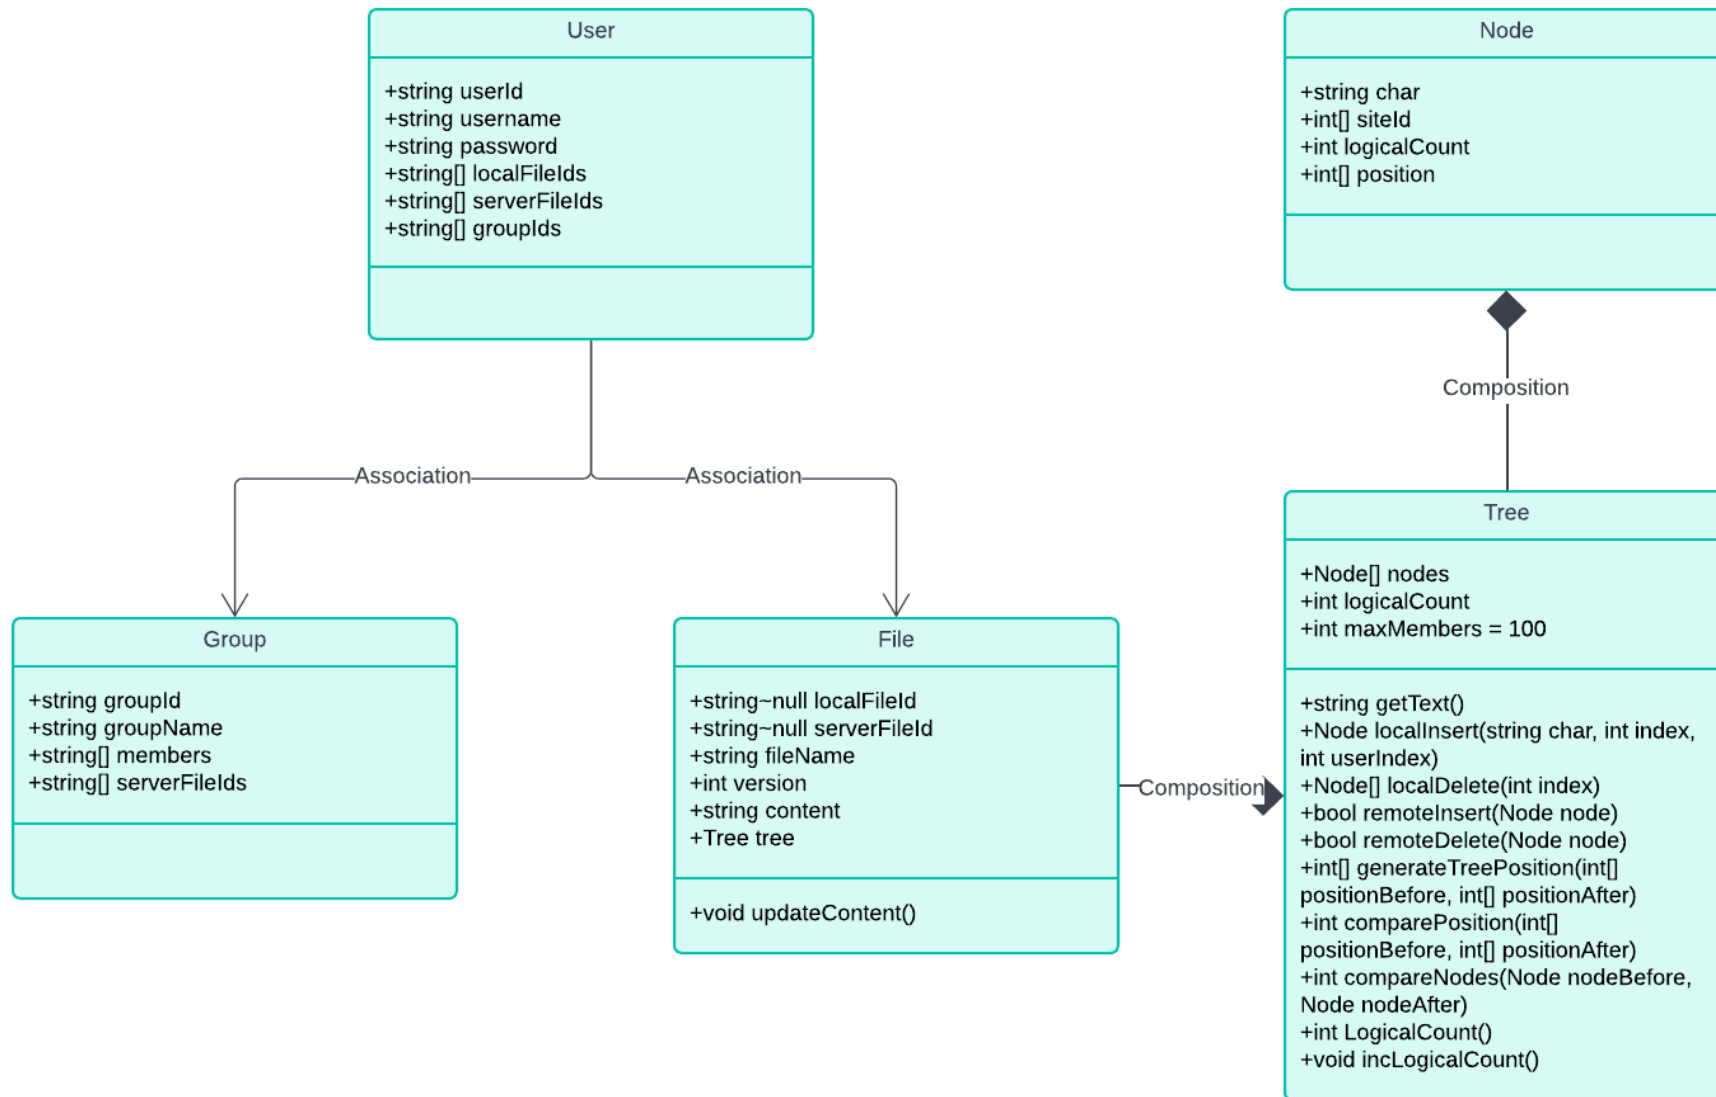 User
+string userId
+string username
+string password
+string[] localFileIds
+string[] serverFileIds
+string[] groupIds
Node
+string char
+int[] siteId
+int logicalCount
+int[] position
Composition
Association
Association
Group
+string groupId
+string groupName
+string[] members
+string[] serverFileIds
File
+string~null localFileId
+string~null serverFileId
+string fileName
+int version
+string content
+Tree tree
+void updateContent()
Composition
Tree
+Node[] nodes
+int logicalCount
+int maxMembers = 100
+string getText()
+Node localInsert(string char, int index,
int userIndex)
+Node[] localDelete(int index)
+bool remoteInsert(Node node)
+bool remoteDelete(Node node)
+int[] generateTreePosition(int[]
positionBefore, int[] positionAfter)
+int comparePosition(int[]
positionBefore, int[] positionAfter)
+int compareNodes(Node nodeBefore,
Node nodeAfter)
+int LogicalCount()
+void incLogicalCount()